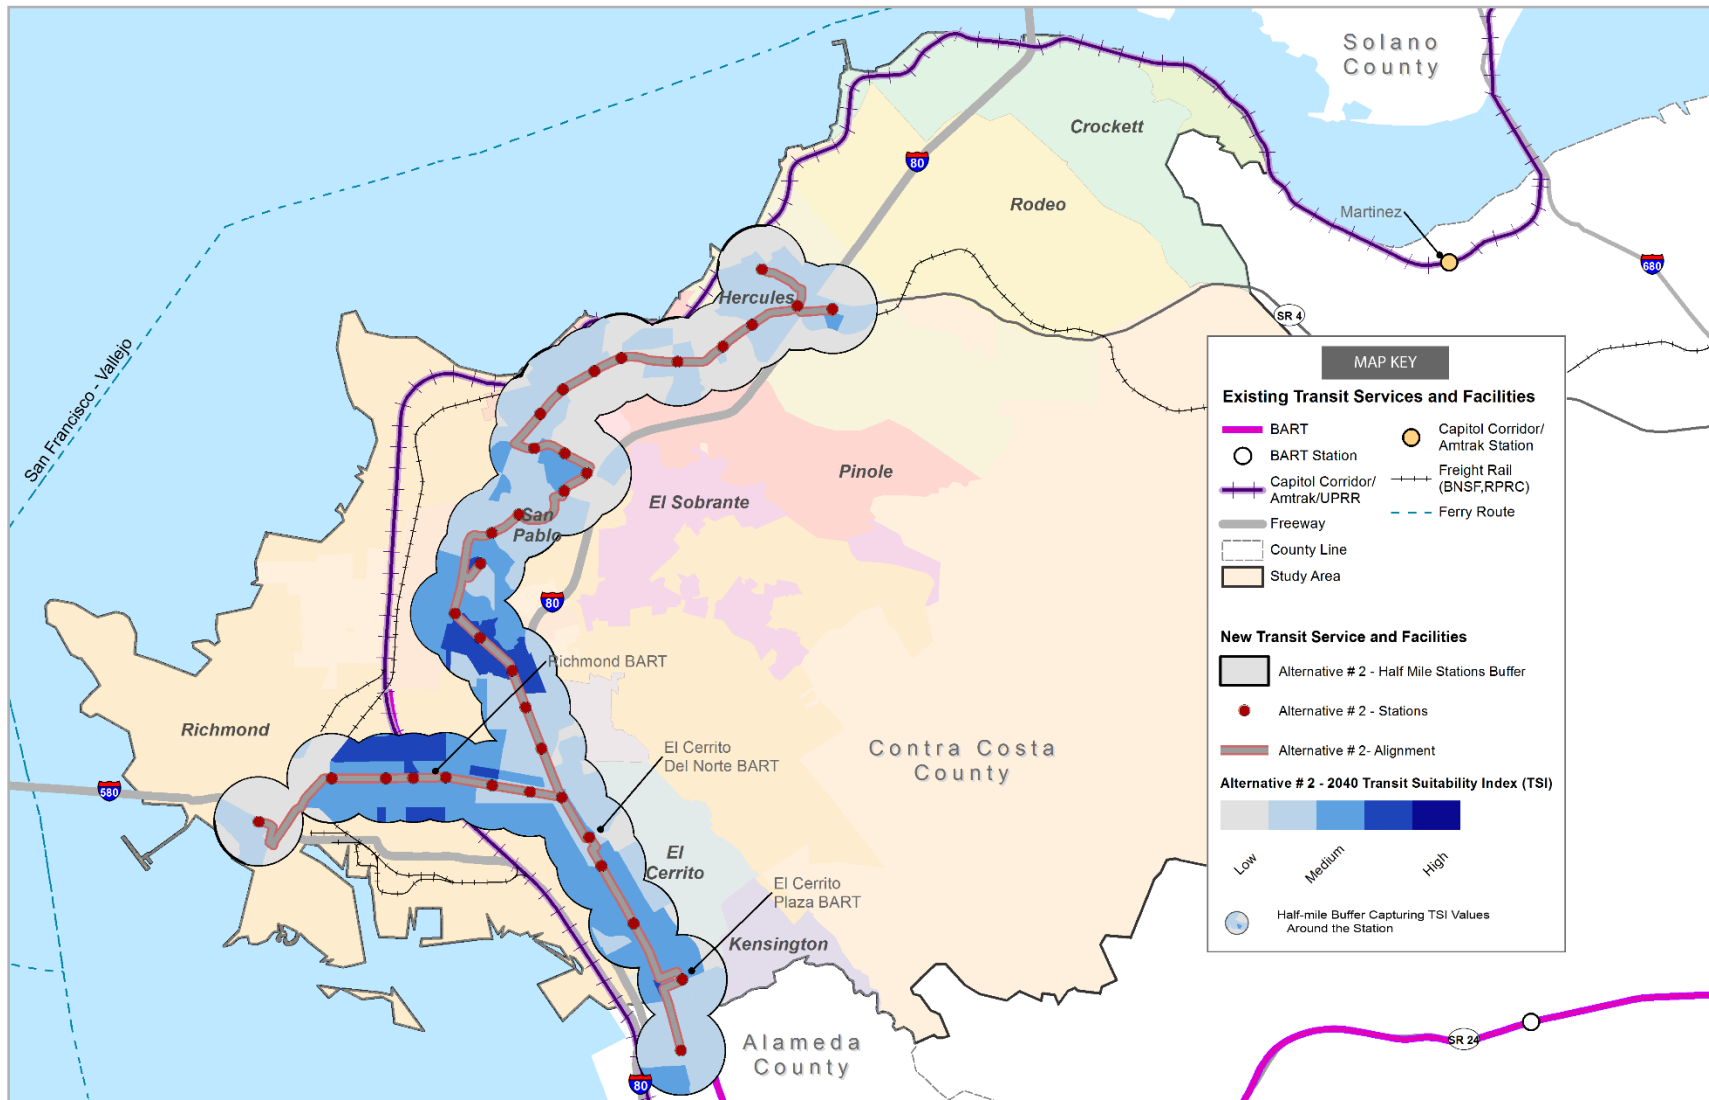 Solano
County
80
Crockett
Rodeo
Martinez
680
Hercules
SR 4
San Francisco - Vallejo
MAP KEY
Existing Transit Services and Facilities
BART
BART Station
Capitol Corridor/
Amtrak/UPRR
Freeway
County Line
Study Area
Capitol Corridor/
Amtrak Station
Freight Rail
(BNSF,RPRC)
Ferry Route
New Transit Service and Facilities
Alternative # 2 - Half Mile Stations Buffer
Alternative # 2 - Stations
Alternative # 2- Alignment
Alternative # 2 - 2040 Transit Suitability Index (TSI)
Low
Medium
High
Half-mile Buffer Capturing TSI Values
Around the Station
Pinole
El Sobrante
San
Pablo
80
Richmond BART
Richmond
El Cerrito
Del Norte BART
Contra Costa
County
580
El
Cerrito
El Cerrito
Plaza BART
Kensington
Alameda
County
SR 24
80